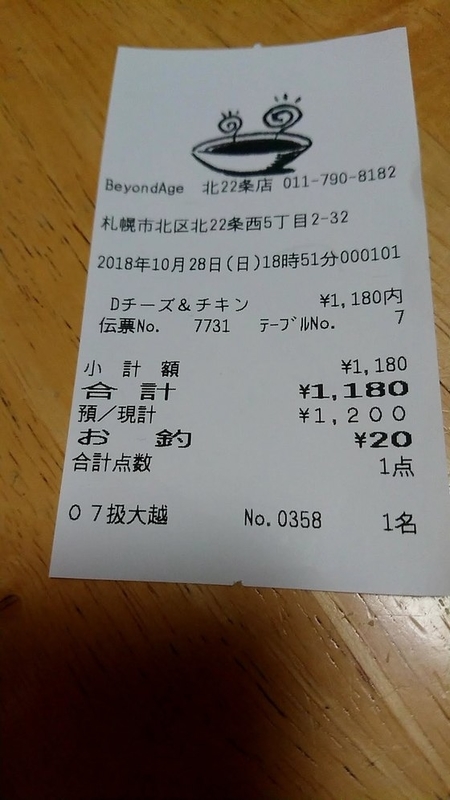 BeyondAge 北22条店 011-790-8182
札幌市北区北22条西5丁目2-32
2018年10月28日(日)18時51分000101
Dチーズ&チキン ¥1,180内
伝票No. 7731 テーブルNo. 7
小計額 ¥1,180
合計 ¥1,180
預/現計 ¥1,200
お釣 ¥20
合計点数 1点
07扱大越 No.0358 1名